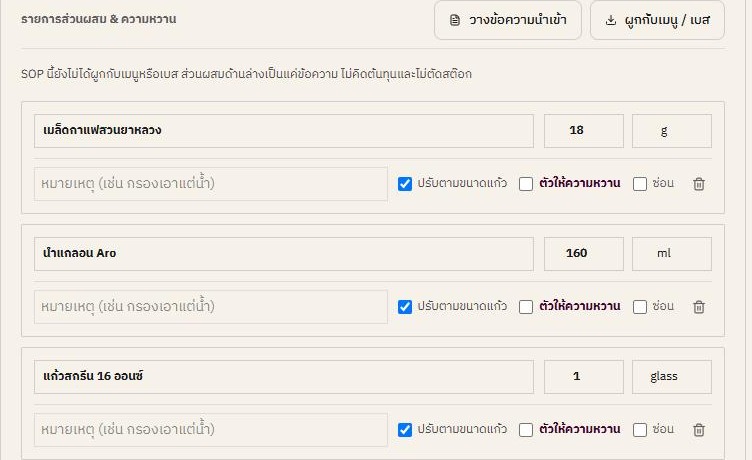 รายการส่วนผสม & ความหวาน
วางข้อความนำเข้า
ผูกกับเมนู / เบส
SOP นี้ยังไม่ได้ผูกกับเมนูหรือเบส ส่วนผสมด้านล่างเป็นแค่ข้อความ ไม่คิดต้นทุนและไม่ตัดสต๊อก
เมล็ดกาแฟสวนยาหลวง 18 g
หมายเหตุ (เช่น กรองเอาแต่น้ำ) ปรับตามขนาดแก้ว ตัวให้ความหวาน ซ่อน
น้ำแกลอน Aro 160 ml
หมายเหตุ (เช่น กรองเอาแต่น้ำ) ปรับตามขนาดแก้ว ตัวให้ความหวาน ซ่อน
แก้วสกรีน 16 ออนซ์ 1 glass
หมายเหตุ (เช่น กรองเอาแต่น้ำ) ปรับตามขนาดแก้ว ตัวให้ความหวาน ซ่อน